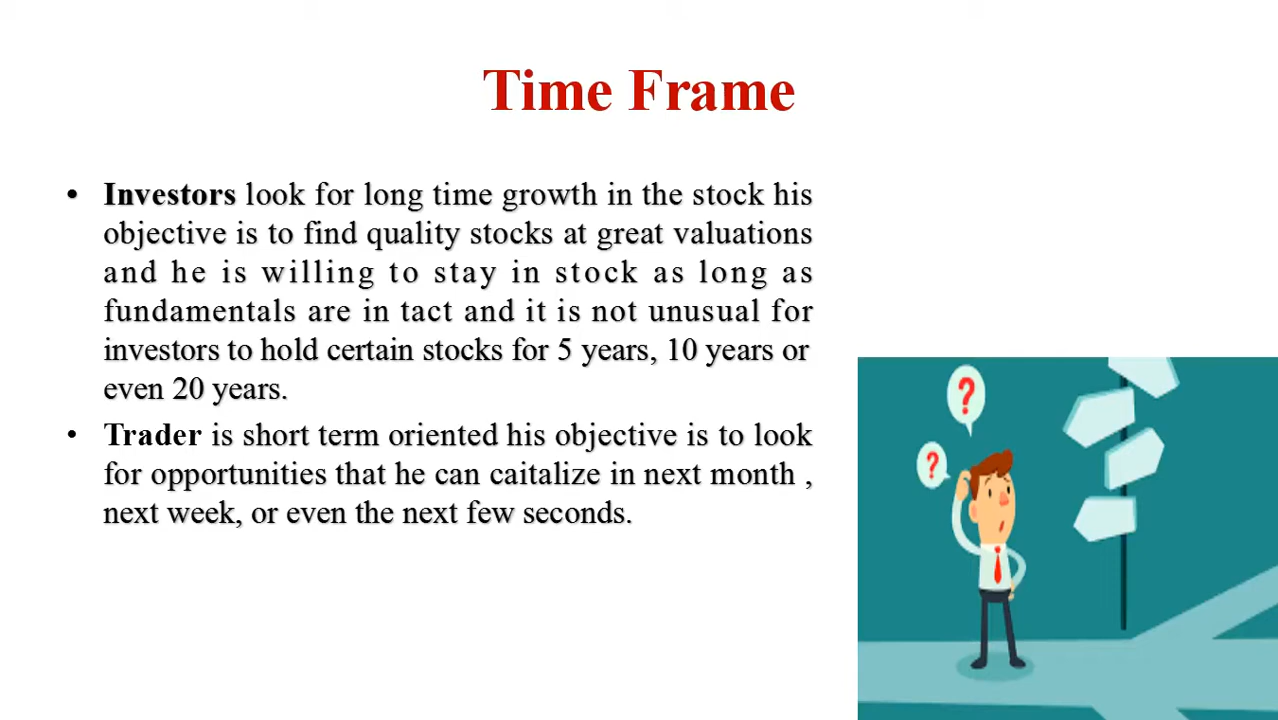 Time Frame
• Investors look for long time growth in the stock his
objective is to find quality stocks at great valuations
and he is willing to stay in stock as long as
fundamentals are in tact and it is not unusual for
investors to hold certain stocks for 5 years, 10 years or
even 20 years.
• Trader is short term oriented his objective is to look
for opportunities that he can caitalize in next month ,
next week, or even the next few seconds.
?
?